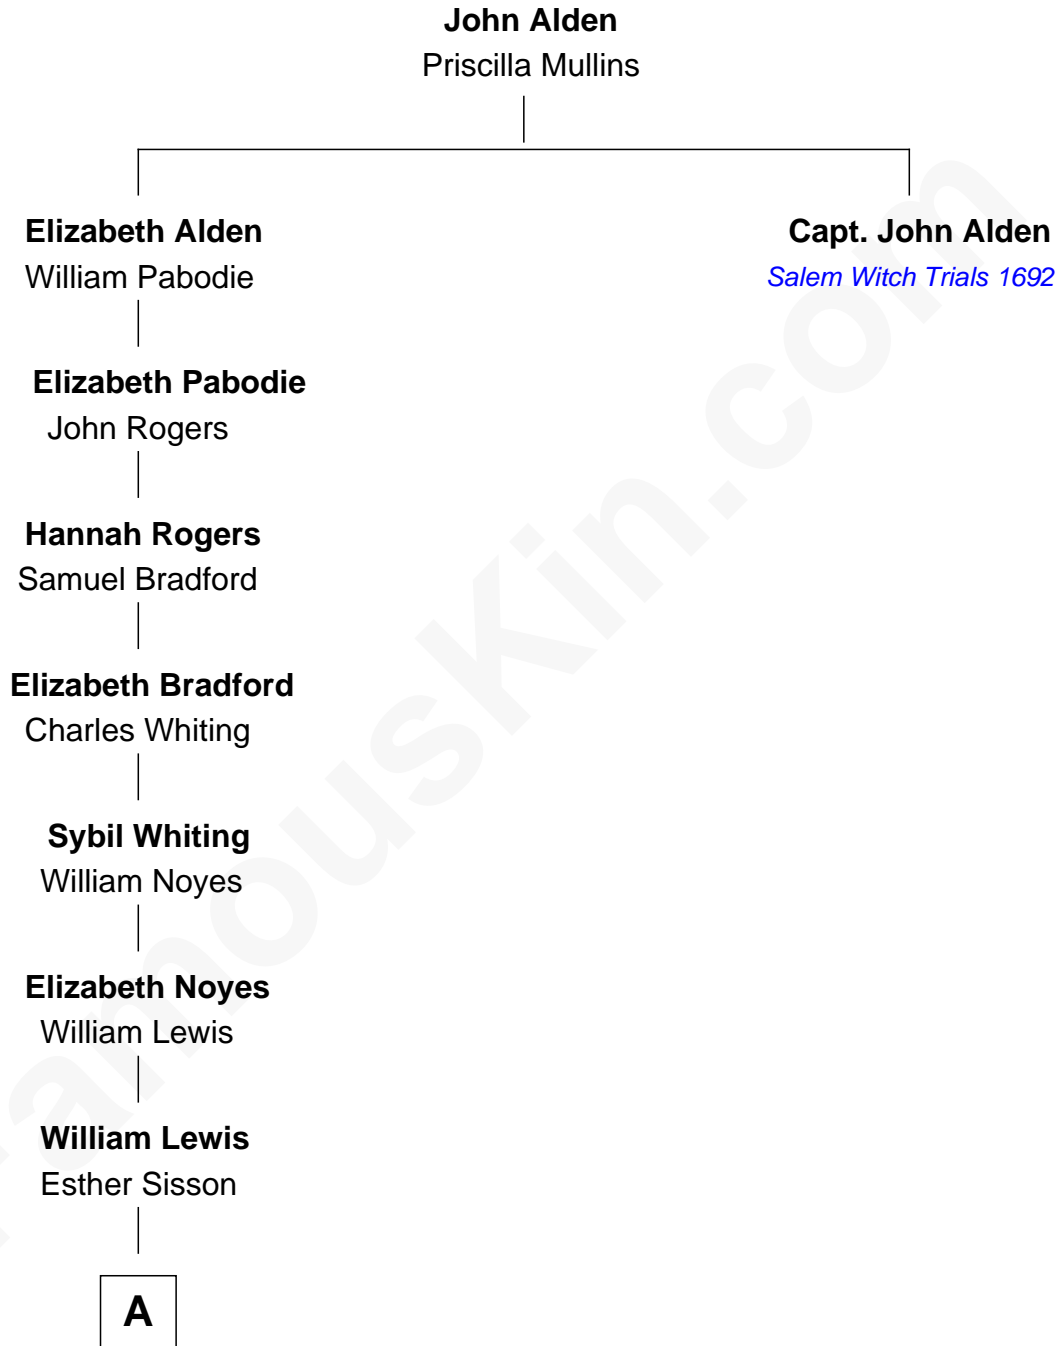 John Alden
Priscilla Mullins
Elizabeth Alden
William Pabodie
Capt. John Alden
Salem Witch Trials 1692
Elizabeth Pabodie
John Rogers
Hannah Rogers
Samuel Bradford
Elizabeth Bradford
Charles Whiting
Sybil Whiting
William Noyes
Elizabeth Noyes
William Lewis
William Lewis
Esther Sisson
A
FamousKin.com